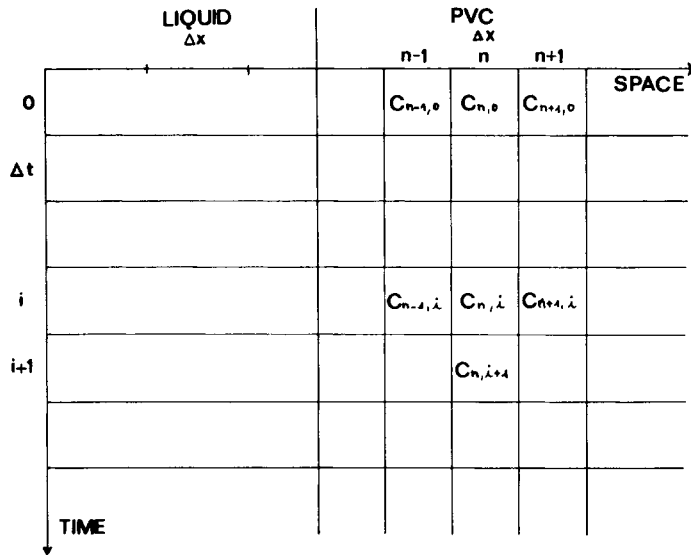 LIQUID PVC
Δx Δx
n-1 n n+1
SPACE
0 Cn-1,0 Cn,0 Cn+1,0
Δt
i Cn-1,i Cn,i Cn+1,i
i+1 Cn,i+1
TIME